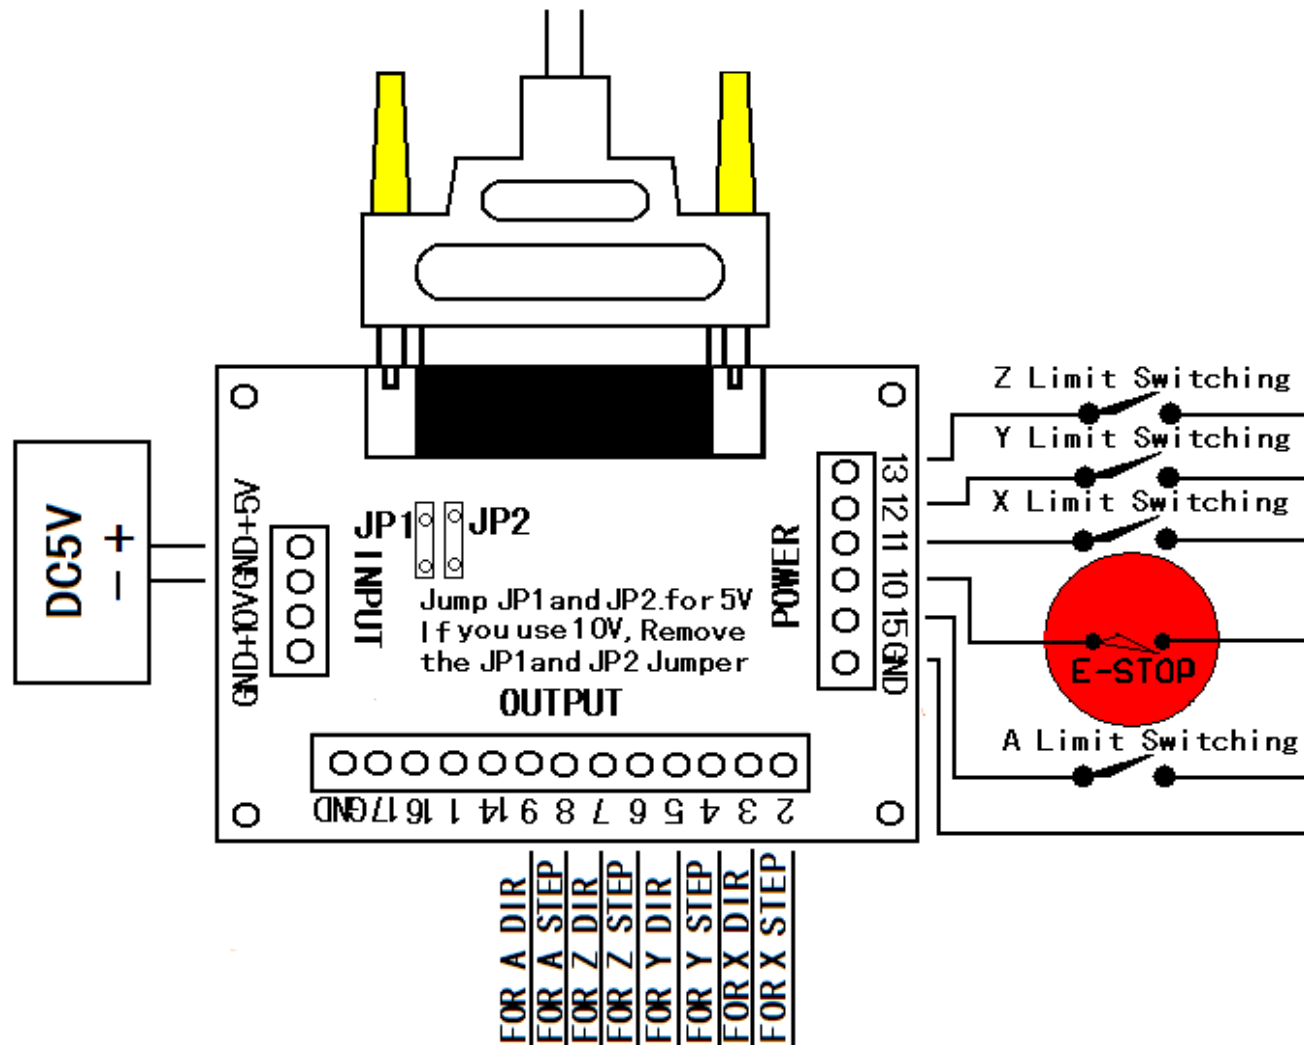 Z Limit Switching
Y Limit Switching
X Limit Switching
E-STOP
A Limit Switching
DC5V
- +
GND+10VGND+5V
INPUT
JP1
JP2
Jump JP1 and JP2.for 5V
If you use 10V, Remove
the JP1and JP2 Jumper
POWER
13
12
11
10
15
GND
OUTPUT
GND 17 16 1 14 9 8 7 6 5 4 3 2
FOR A DIR
FOR A STEP
FOR Z DIR
FOR Z STEP
FOR Y DIR
FOR Y STEP
FOR X DIR
FOR X STEP